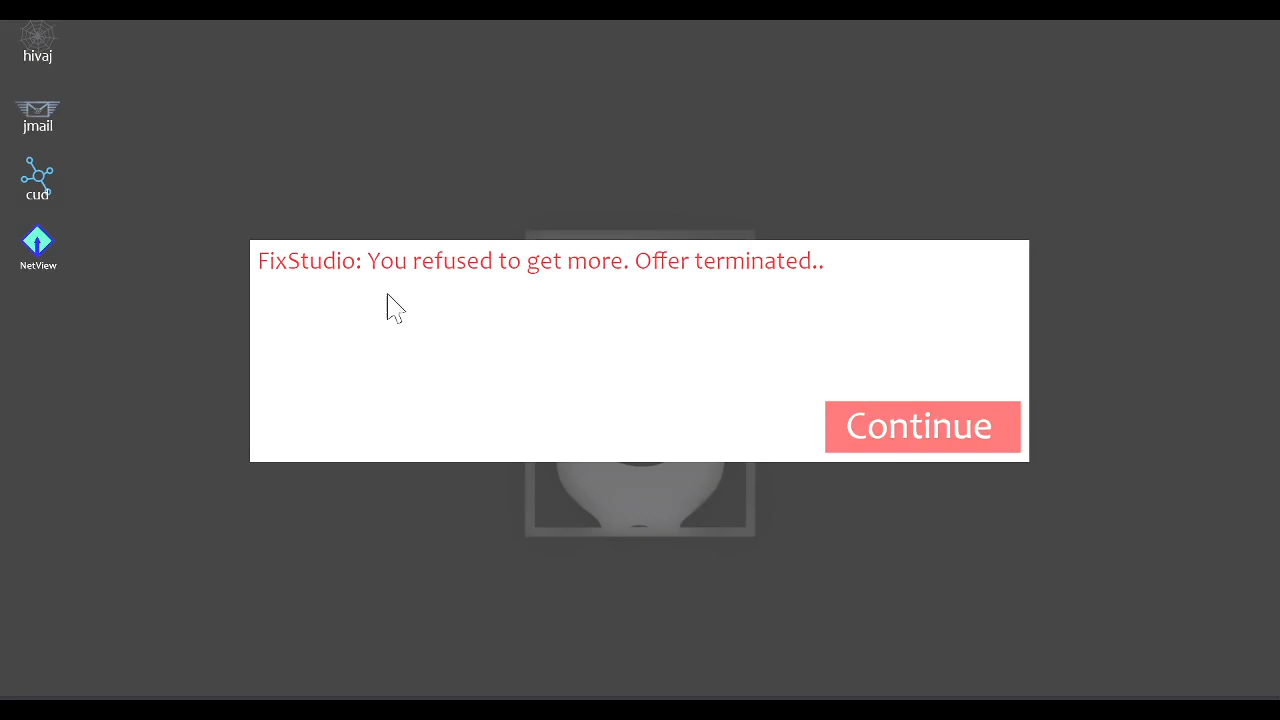 hivaj
jmail
cud
NetView
FixStudio: You refused to get more. Offer terminated..
Continue